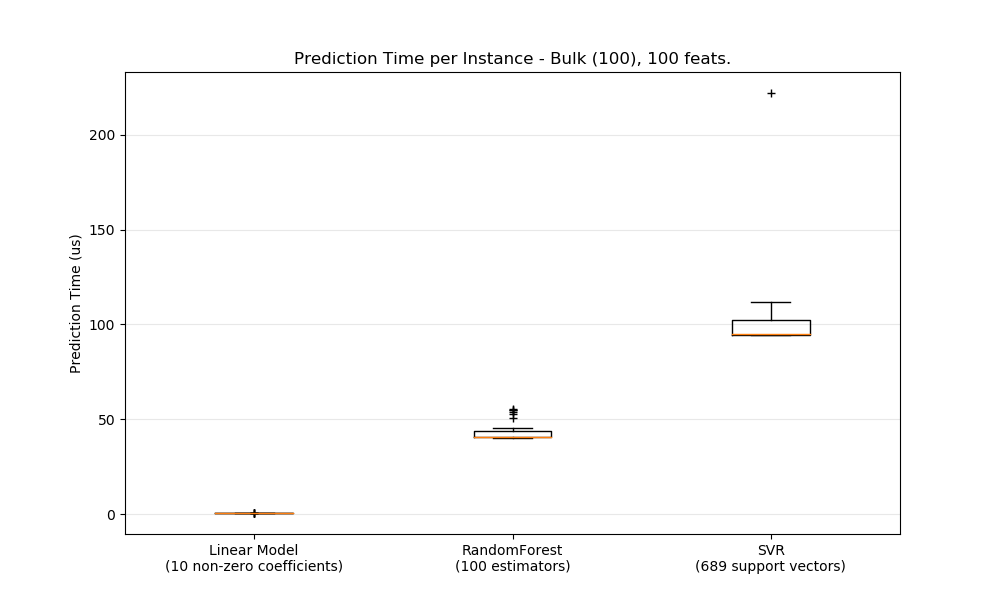 Prediction Time per Instance - Bulk (100), 100 feats.
Prediction Time (us)
200
150
100
50
0
Linear Model
(10 non-zero coefficients)
RandomForest
(100 estimators)
SVR
(689 support vectors)